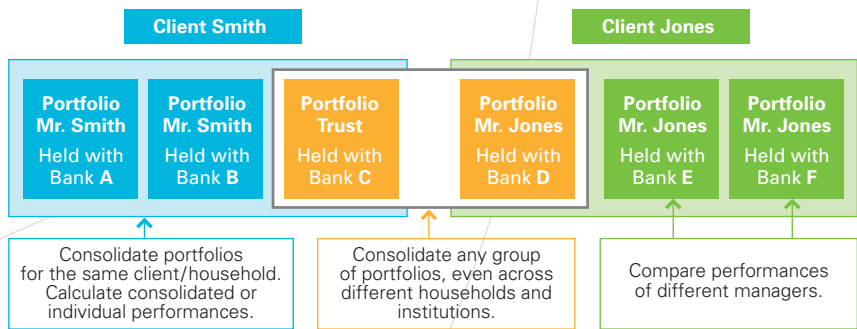 Client Smith
Client Jones
Portfolio
Mr. Smith
Held with
Bank A
Portfolio
Mr. Smith
Held with
Bank B
Portfolio
Trust
Held with
Bank C
Portfolio
Mr. Jones
Held with
Bank D
Portfolio
Mr. Jones
Held with
Bank E
Portfolio
Mr. Jones
Held with
Bank F
Consolidate portfolios
for the same client/household.
Calculate consolidated or
individual performances.
Consolidate any group
of portfolios, even across
different households and
institutions.
Compare performances
of different managers.